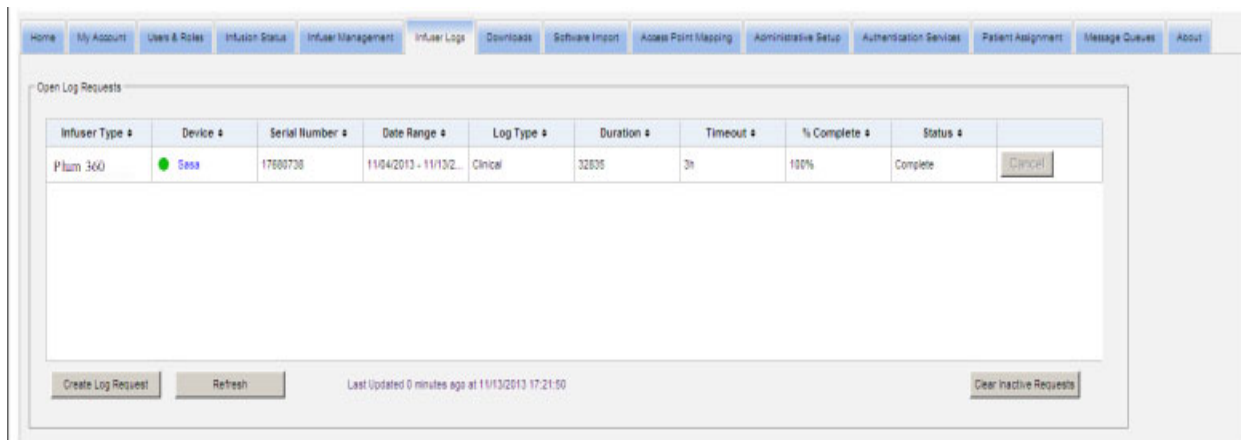 Home My Account Users & Roles Infusion Status Infuser Management Infuser Logs Downloads Software Import Access Point Mapping Administrative Setup Authentication Services Patient Assignment Message Queues About
Open Log Requests
Infuser Type Device Serial Number Date Range Log Type Duration Timeout % Complete Status
Plum 360 Sasa 17680738 11/04/2013 - 11/13/2... Clinical 32835 3h 100% Complete Cancel
Create Log Request Refresh Last Updated 0 minutes ago at 11/13/2013 17:21:50 Clear Inactive Requests